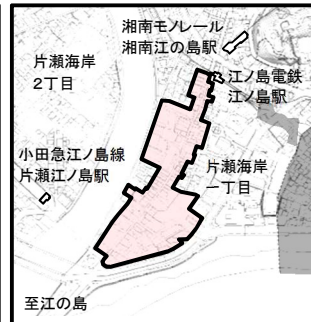 湘南モノレール
湘南江の島駅
片瀬海岸
2丁目
江ノ島電鉄
江ノ島駅
小田急江ノ島線
片瀬江ノ島駅
片瀬海岸
一丁目
至江の島